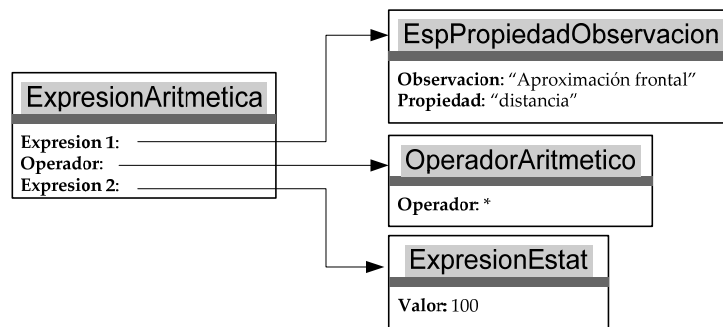 EspPropiedadObservacion
Observacion: “Aproximación frontal”
Propiedad: “distancia”
ExpresionAritmetica
Expresion 1:
Operador:
Expresion 2:
OperadorAritmetico
Operador: *
ExpresionEstat
Valor: 100